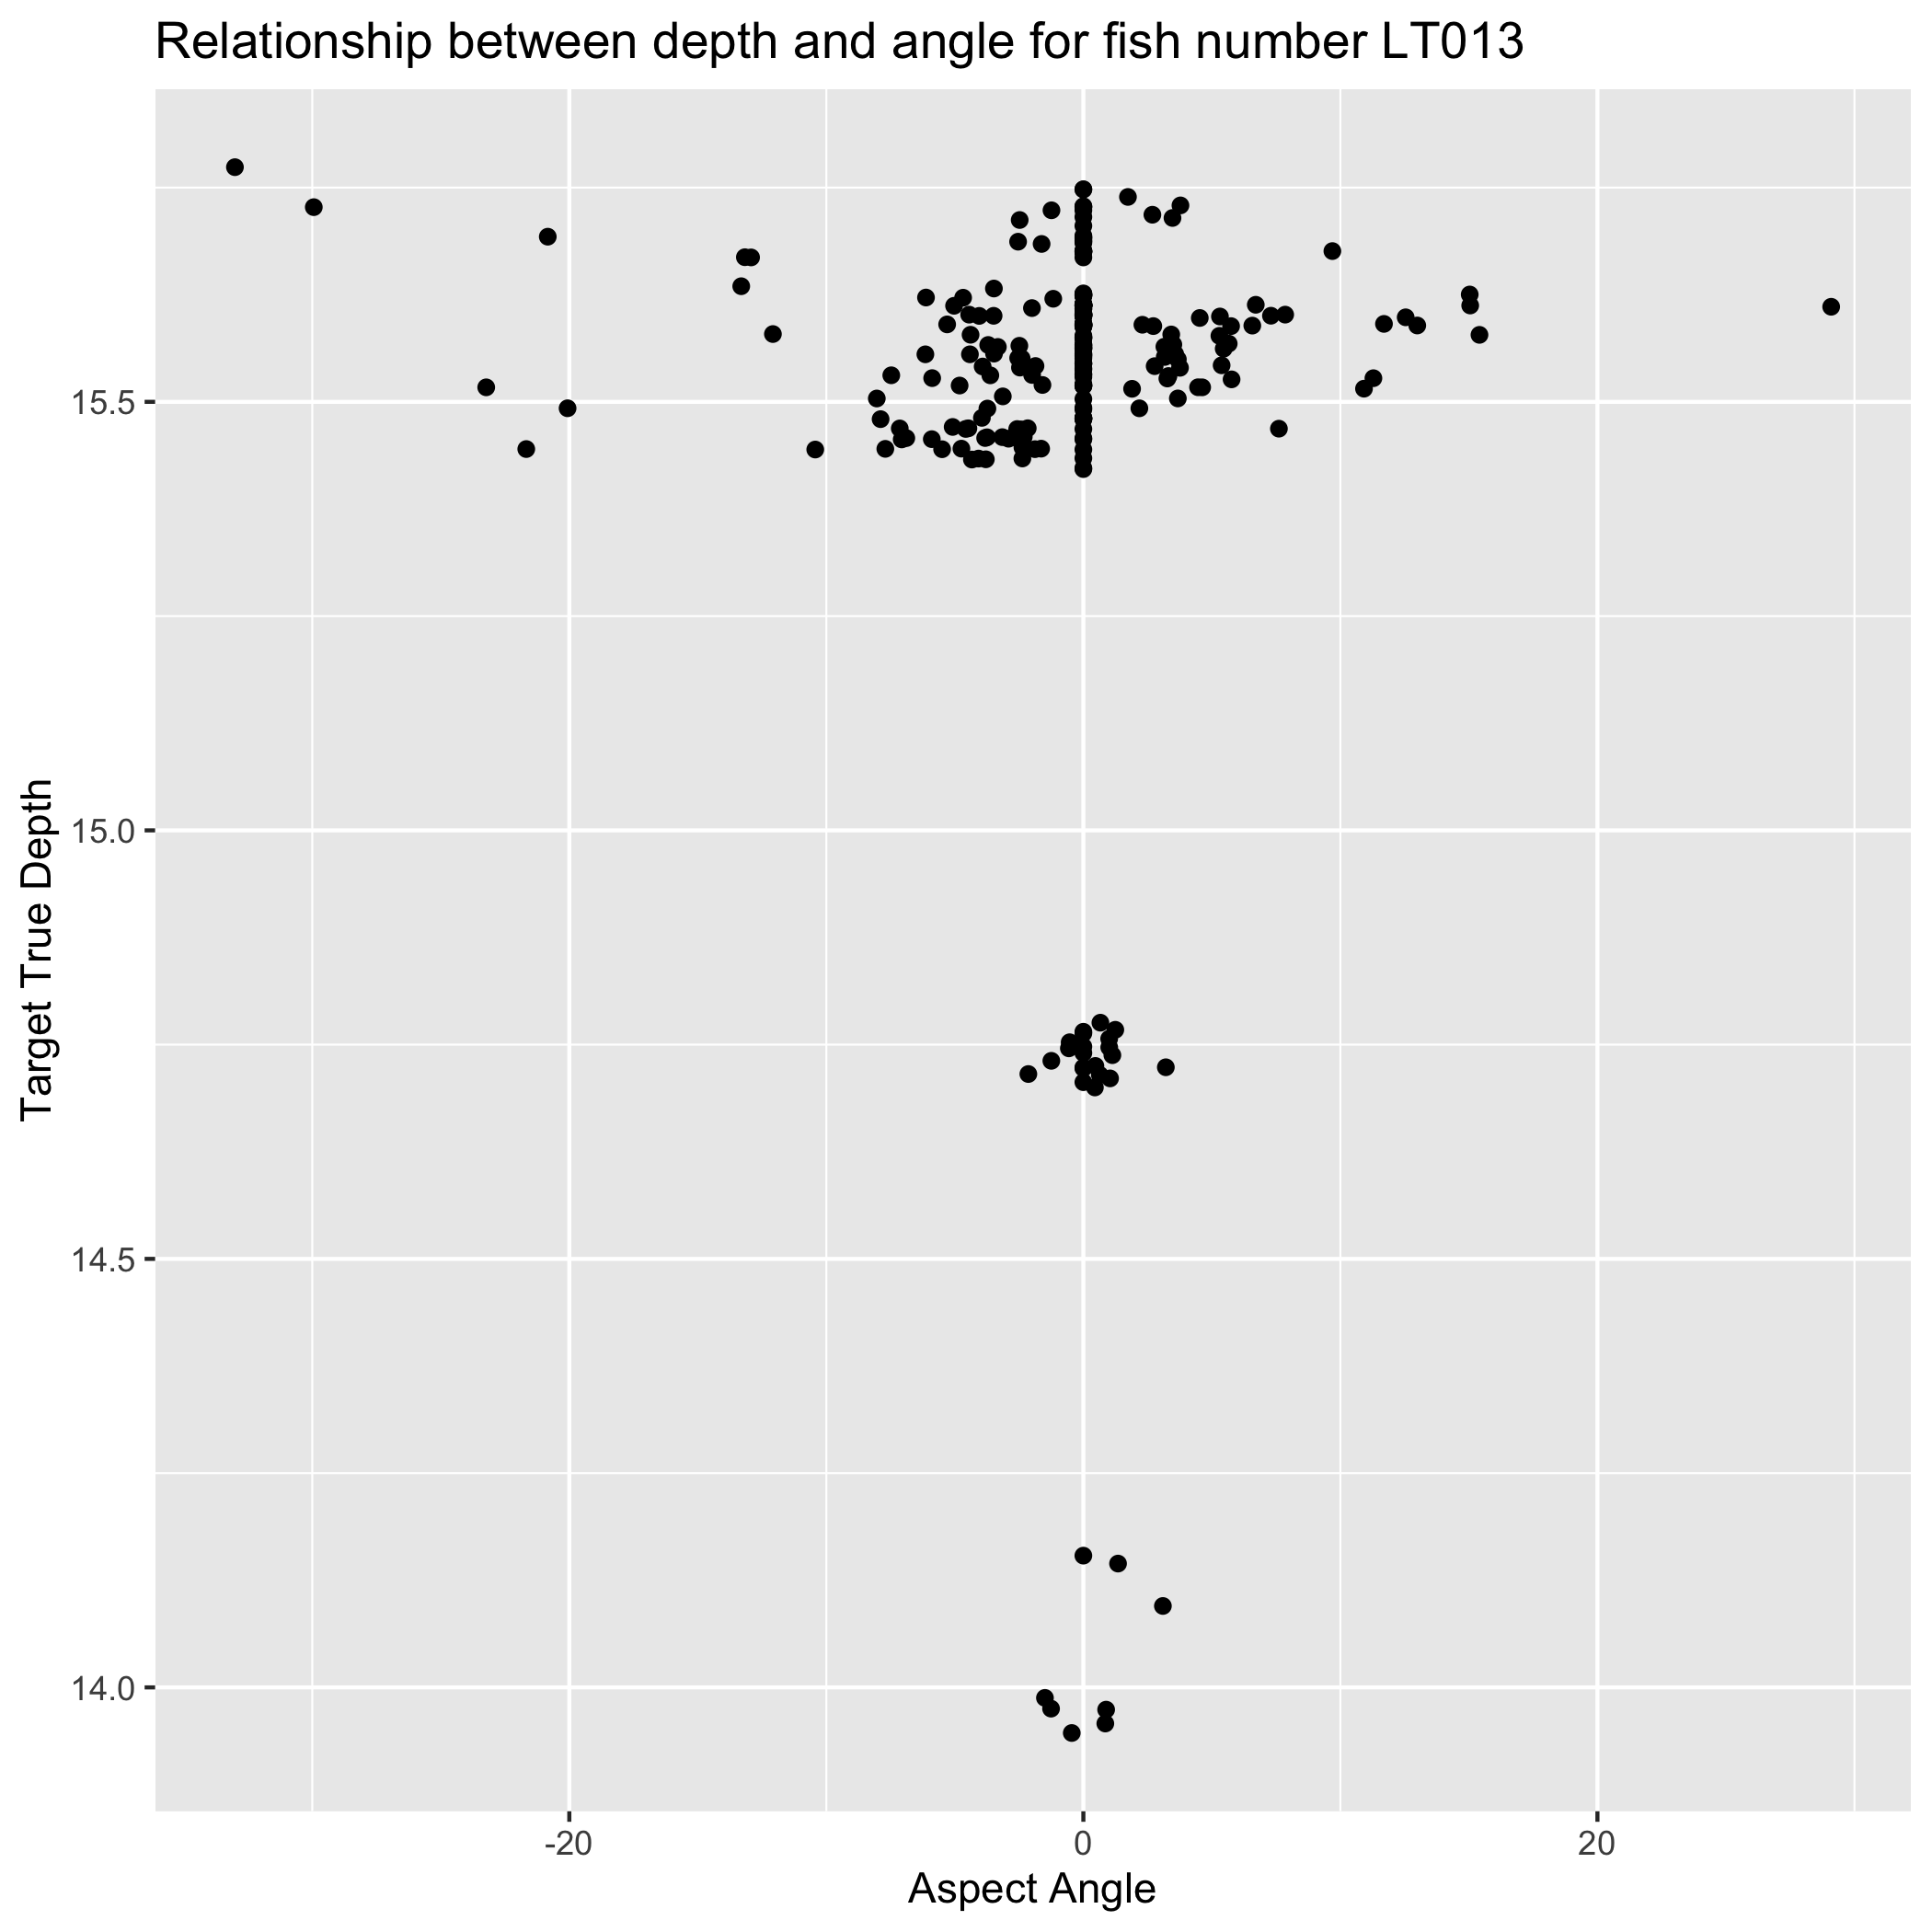 Relationship between depth and angle for fish number LT013
15.5
15.0
14.5
14.0
Target True Depth
-20 0 20
Aspect Angle